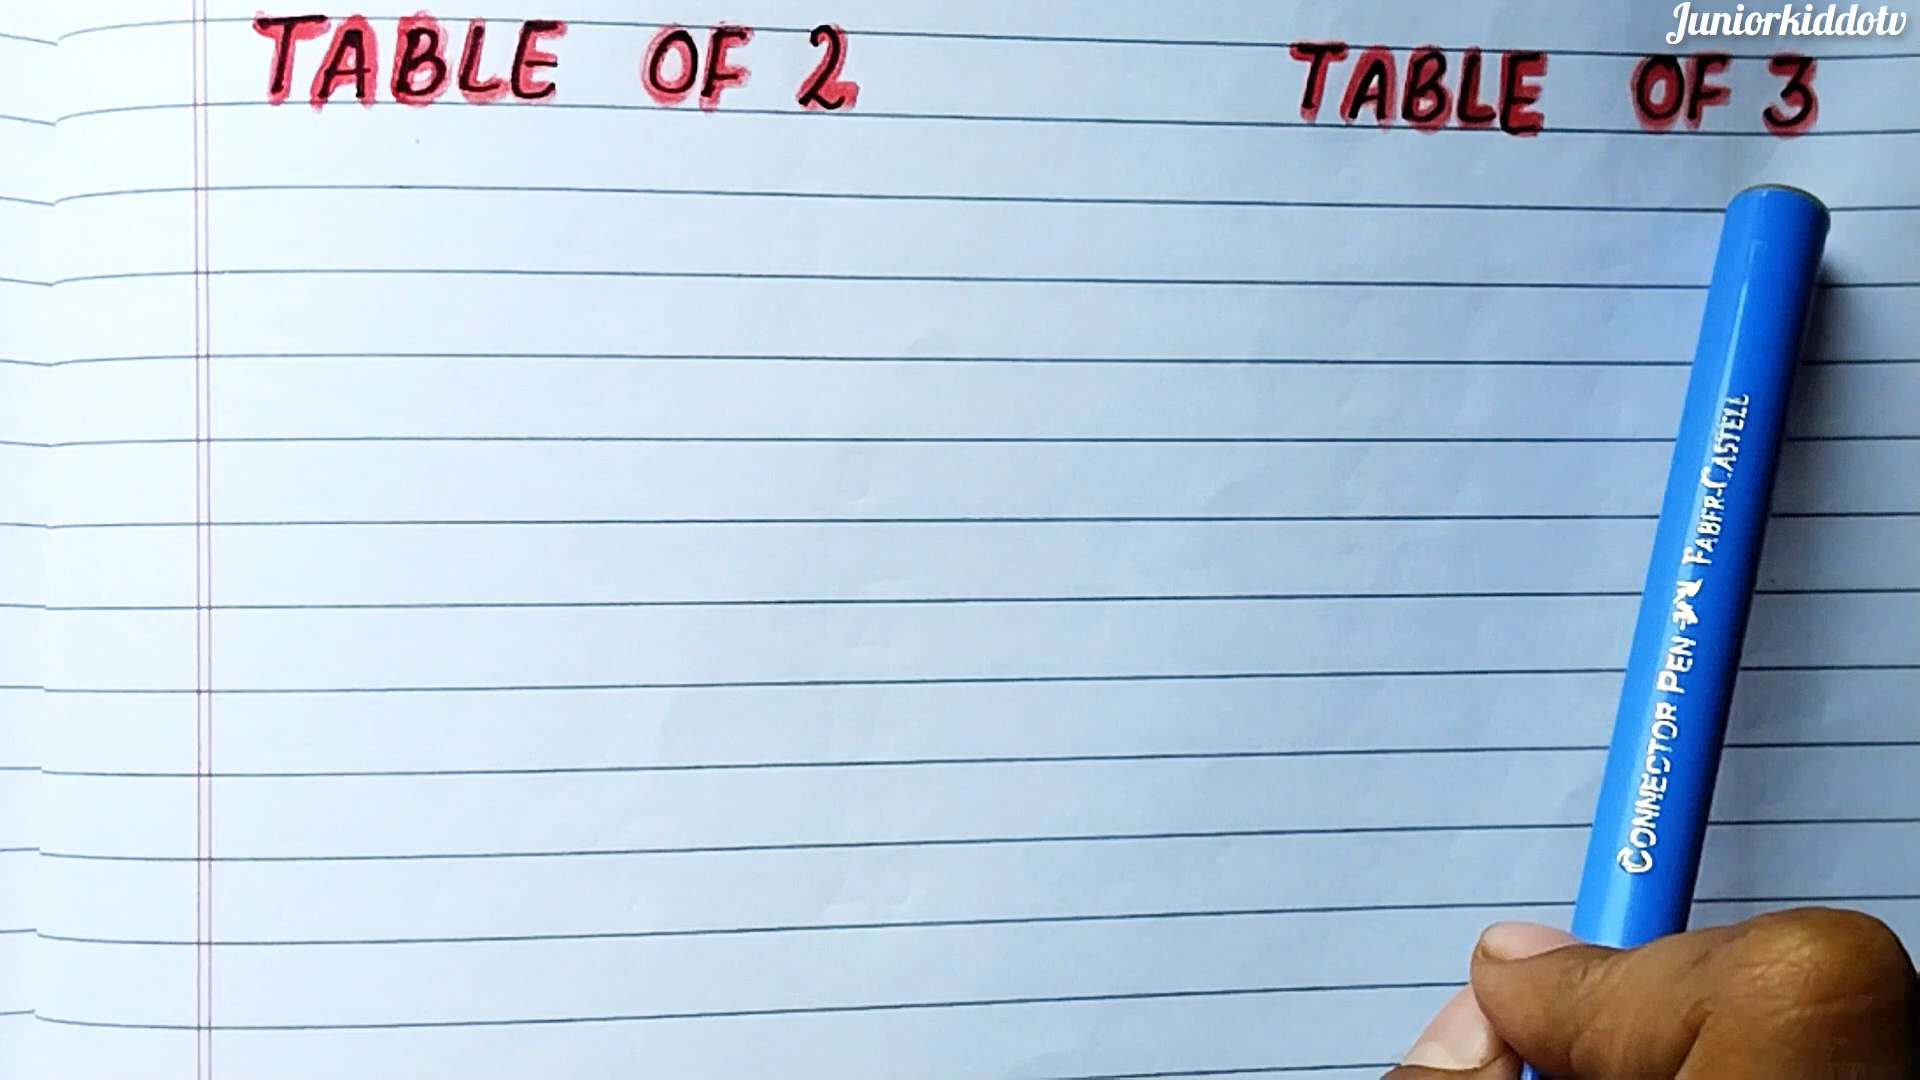 Juniorkiddotv
TABLE OF 2
TABLE OF 3
CONNECTOR PEN FABER-CASTELL